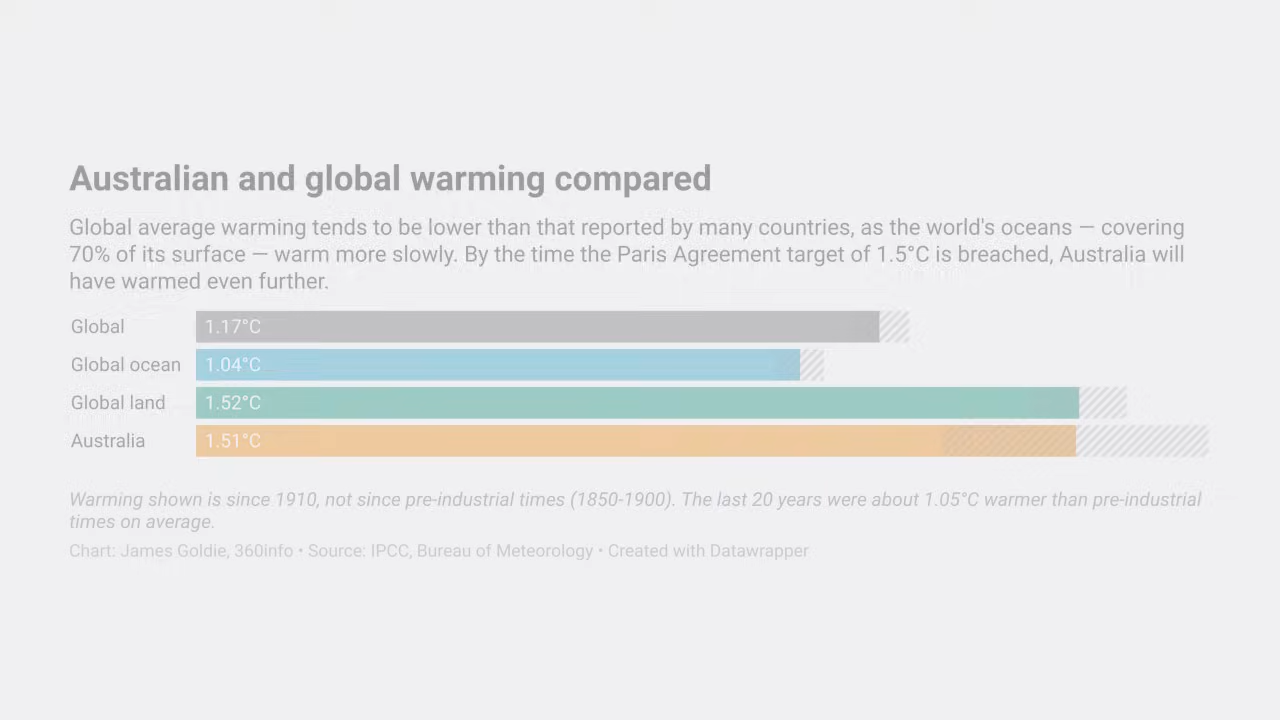 Australian and global warming compared
Global average warming tends to be lower than that reported by many countries, as the world's oceans — covering
70% of its surface — warm more slowly. By the time the Paris Agreement target of 1.5°C is breached, Australia will
have warmed even further.
Global 1.17°C
Global ocean 1.04°C
Global land 1.52°C
Australia 1.51°C
Warming shown is since 1910, not since pre-industrial times (1850-1900). The last 20 years were about 1.05°C warmer than pre-industrial
times on average.
Chart: James Goldie, 360info • Source: IPCC, Bureau of Meteorology • Created with Datawrapper